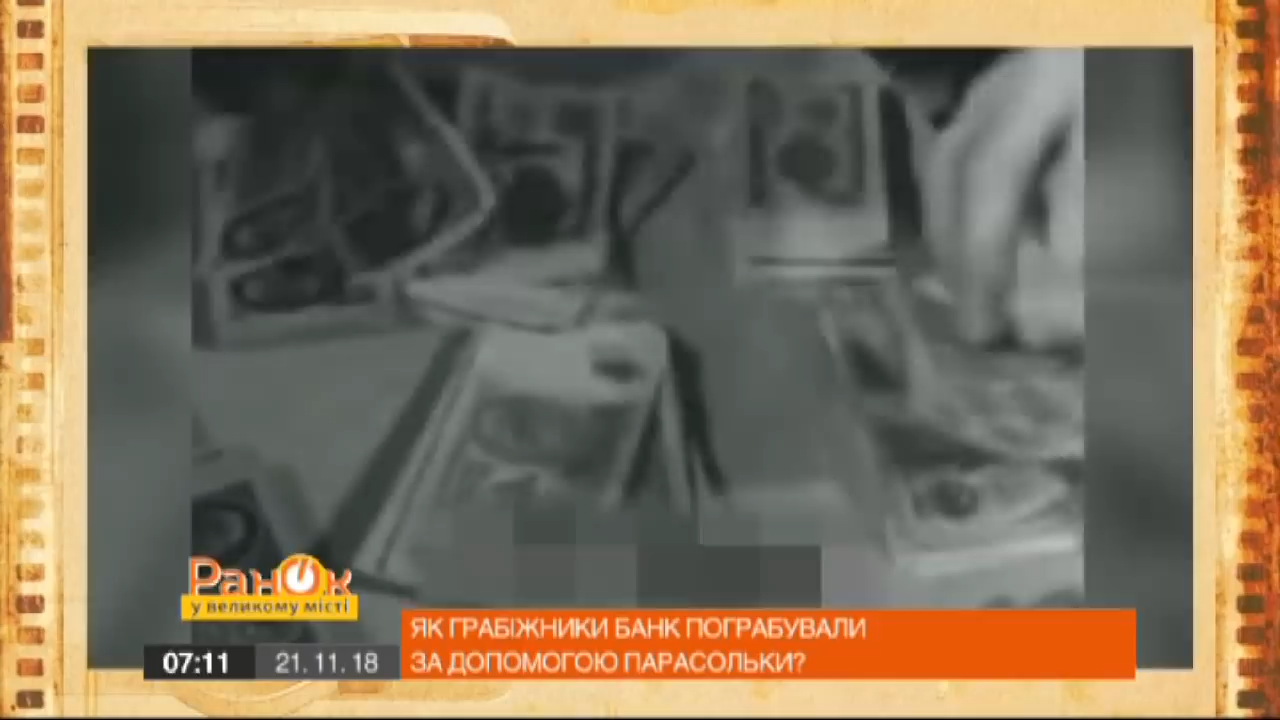 Ранок
у великому місті
ЯК ГРАБІЖНИКИ БАНК ПОГРАБУВАЛИ
ЗА ДОПОМОГОЮ ПАРАСОЛЬКИ?
07:11 21.11.18